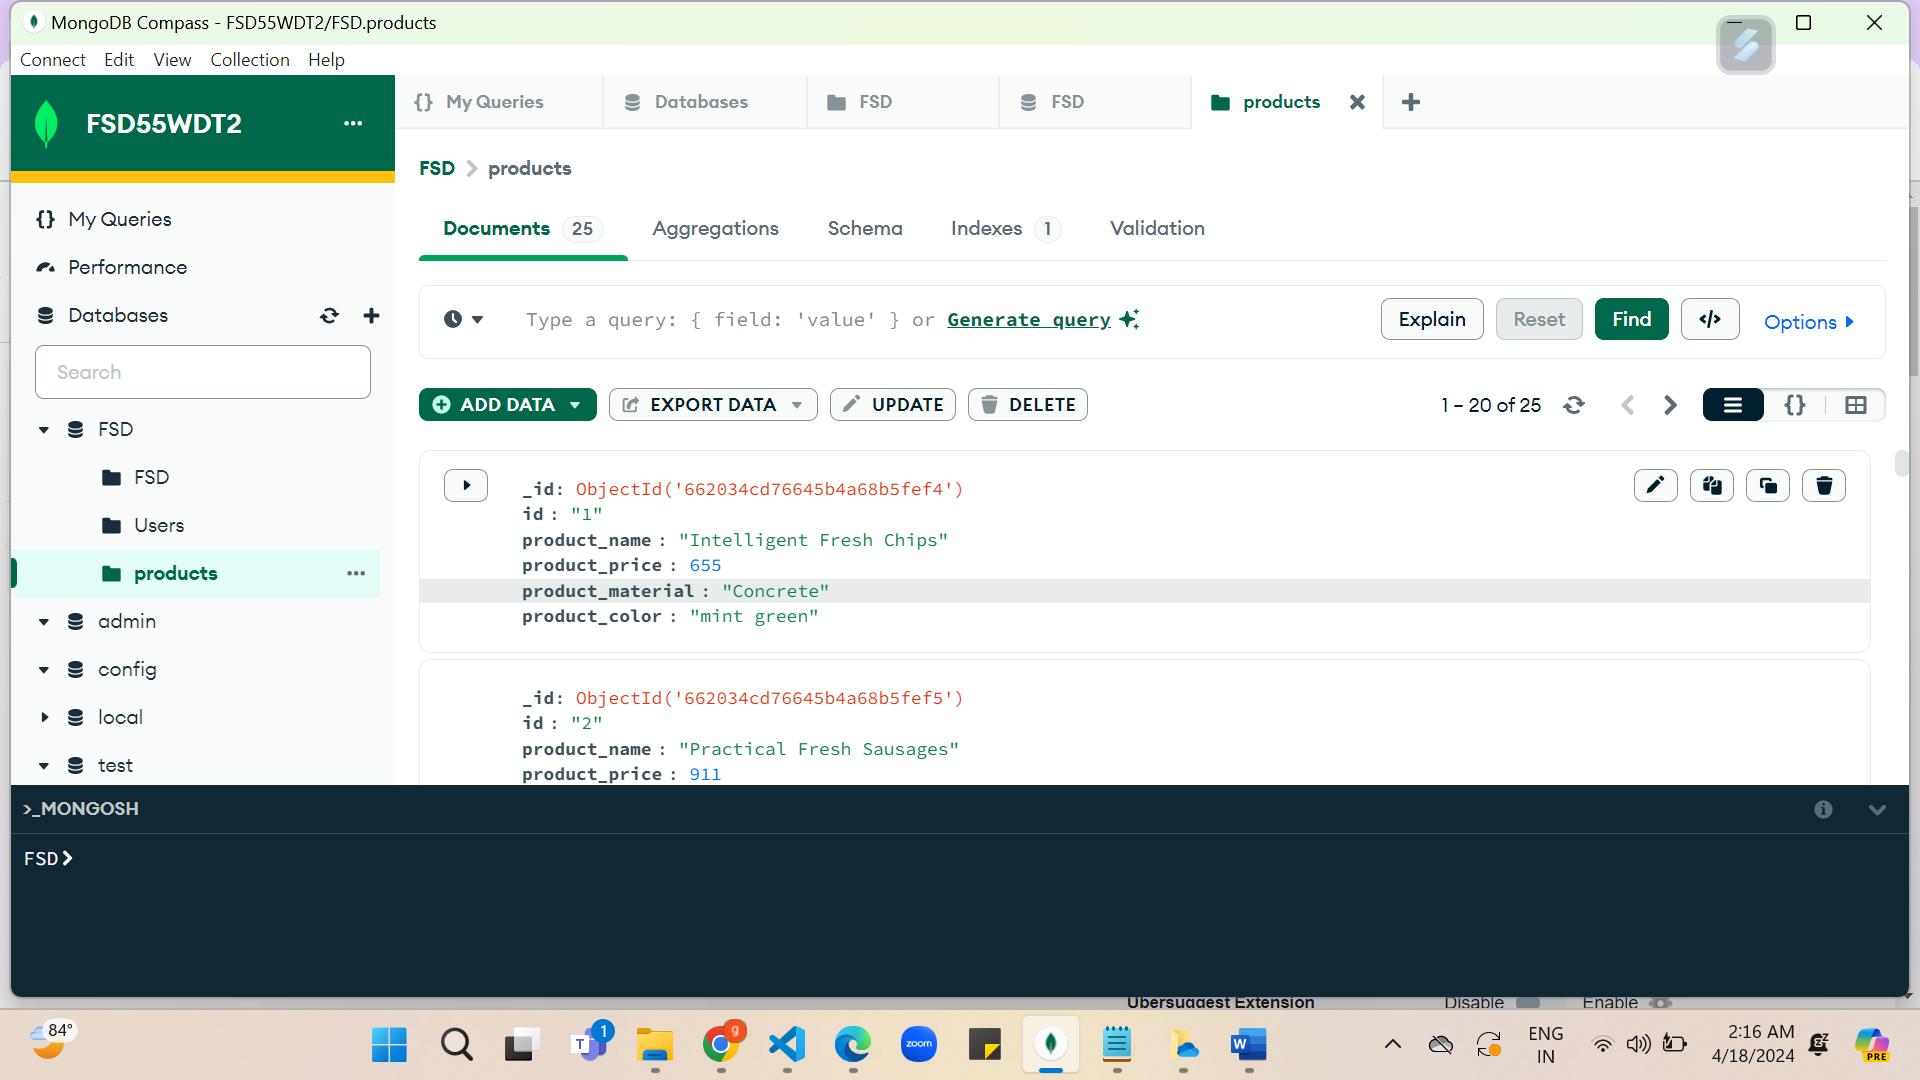 MongoDB Compass - FSD55WDT2/FSD.products
Connect Edit View Collection Help
FSD55WDT2
My Queries
Performance
Databases
Search
FSD
FSD
Users
products
admin
config
local
test
{} My Queries
Databases
FSD
FSD
products
FSD > products
Documents 25
Aggregations
Schema
Indexes 1
Validation
Type a query: { field: 'value' } or Generate query
Explain
Reset
Find
</>
Options
ADD DATA
EXPORT DATA
UPDATE
DELETE
1 – 20 of 25
{}
_id: ObjectId('662034cd76645b4a68b5fef4')
id : "1"
product_name : "Intelligent Fresh Chips"
product_price : 655
product_material : "Concrete"
product_color : "mint green"
_id: ObjectId('662034cd76645b4a68b5fef5')
id : "2"
product_name : "Practical Fresh Sausages"
product_price : 911
>_MONGOSH
FSD>
Ubersuggest Extension
Disable
Enable
84°
1
g
zoom
ENG
IN
2:16 AM
4/18/2024
PRE